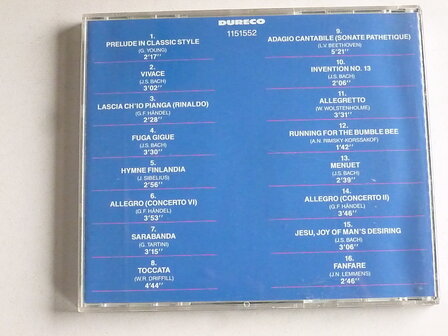 DURECO
1151552
1.
PRELUDE IN CLASSIC STYLE
(G. YOUNG)
2'17''
2.
VIVACE
(J.S. BACH)
3'02''
3.
LASCIA CH'IO PIANGA (RINALDO)
(G.F. HÄNDEL)
2'28''
4.
FUGA GIGUE
(J.S. BACH)
3'30''
5.
HYMNE FINLANDIA
(J. SIBELIUS)
2'56''
6.
ALLEGRO (CONCERTO VI)
(G.F. HÄNDEL)
3'53''
7.
SARABANDA
(G. TARTINI)
3'15''
8.
TOCCATA
(W.R. DRIFFILL)
4'44''
9.
ADAGIO CANTABILE (SONATE PATHETIQUE)
(L.V. BEETHOVEN)
5'21''
10.
INVENTION NO. 13
(J.S. BACH)
2'06''
11.
ALLEGRETTO
(W. WOLSTENHOLME)
3'31''
12.
RUNNING FOR THE BUMBLE BEE
(A.N. RIMSKY-KORSSAKOF)
1'42''
13.
MENUET
(J.S. BACH)
2'39''
14.
ALLEGRO (CONCERTO II)
(G.F. HÄNDEL)
3'46''
15.
JESU, JOY OF MAN'S DESIRING
(J.S. BACH)
3'06''
16.
FANFARE
(J.N. LEMMENS)
2'46''